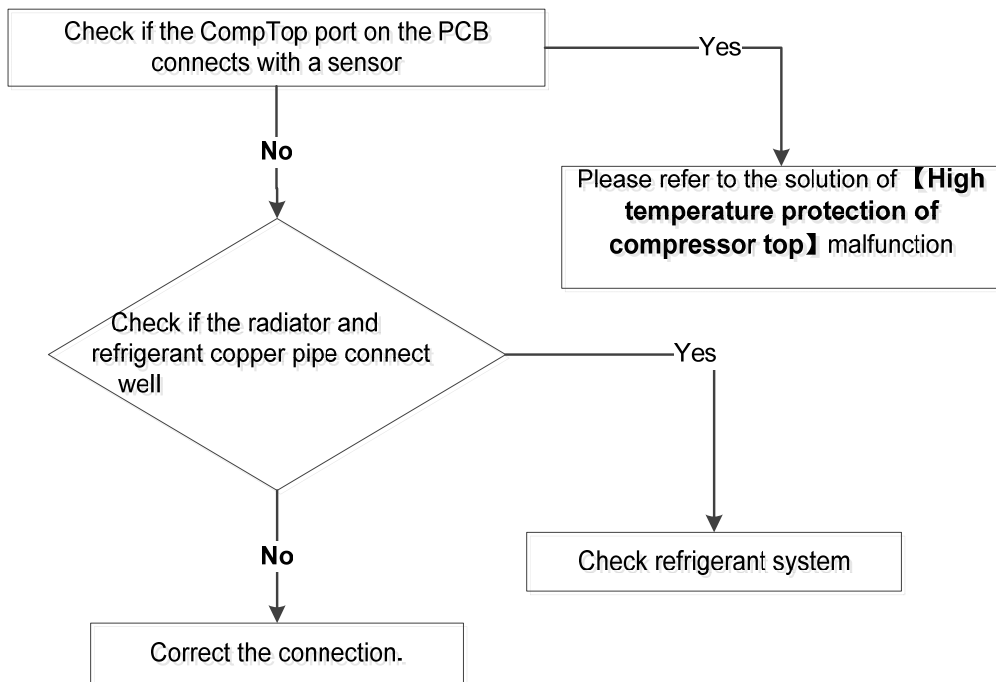 Check if the CompTop port on the PCB
connects with a sensor
Yes
No
Please refer to the solution of 【High
temperature protection of
compressor top】 malfunction
Check if the radiator and
refrigerant copper pipe connect
well
Yes
No
Check refrigerant system
Correct the connection.